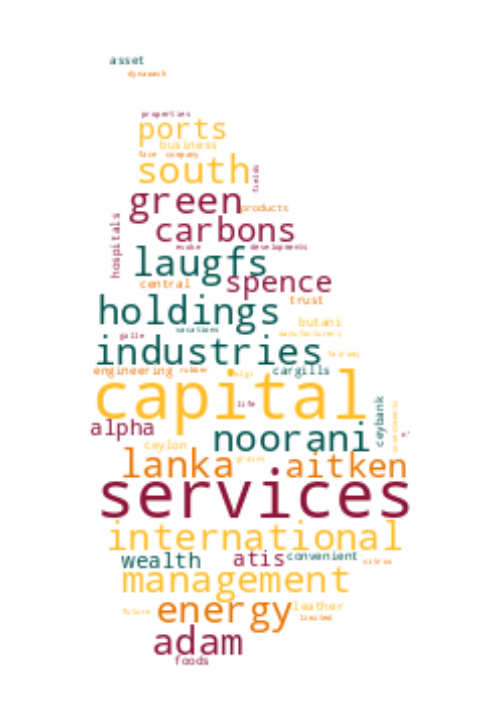 asset
dynawash
properties
ports
business
face company
south
fields
green
products
hospitals
carbons
developments
laugfs
spence
central
trust
holdings
butani
vacations
manufacturers
galle
industries
fairway
engineering
rubber
cargills
capital
life
ceybank
alpha
noorani
ceylon
lanka
grains
aitken
services
international
wealth
atis
convenient
citrus
management
future
energy
leather
limited
adam
foods